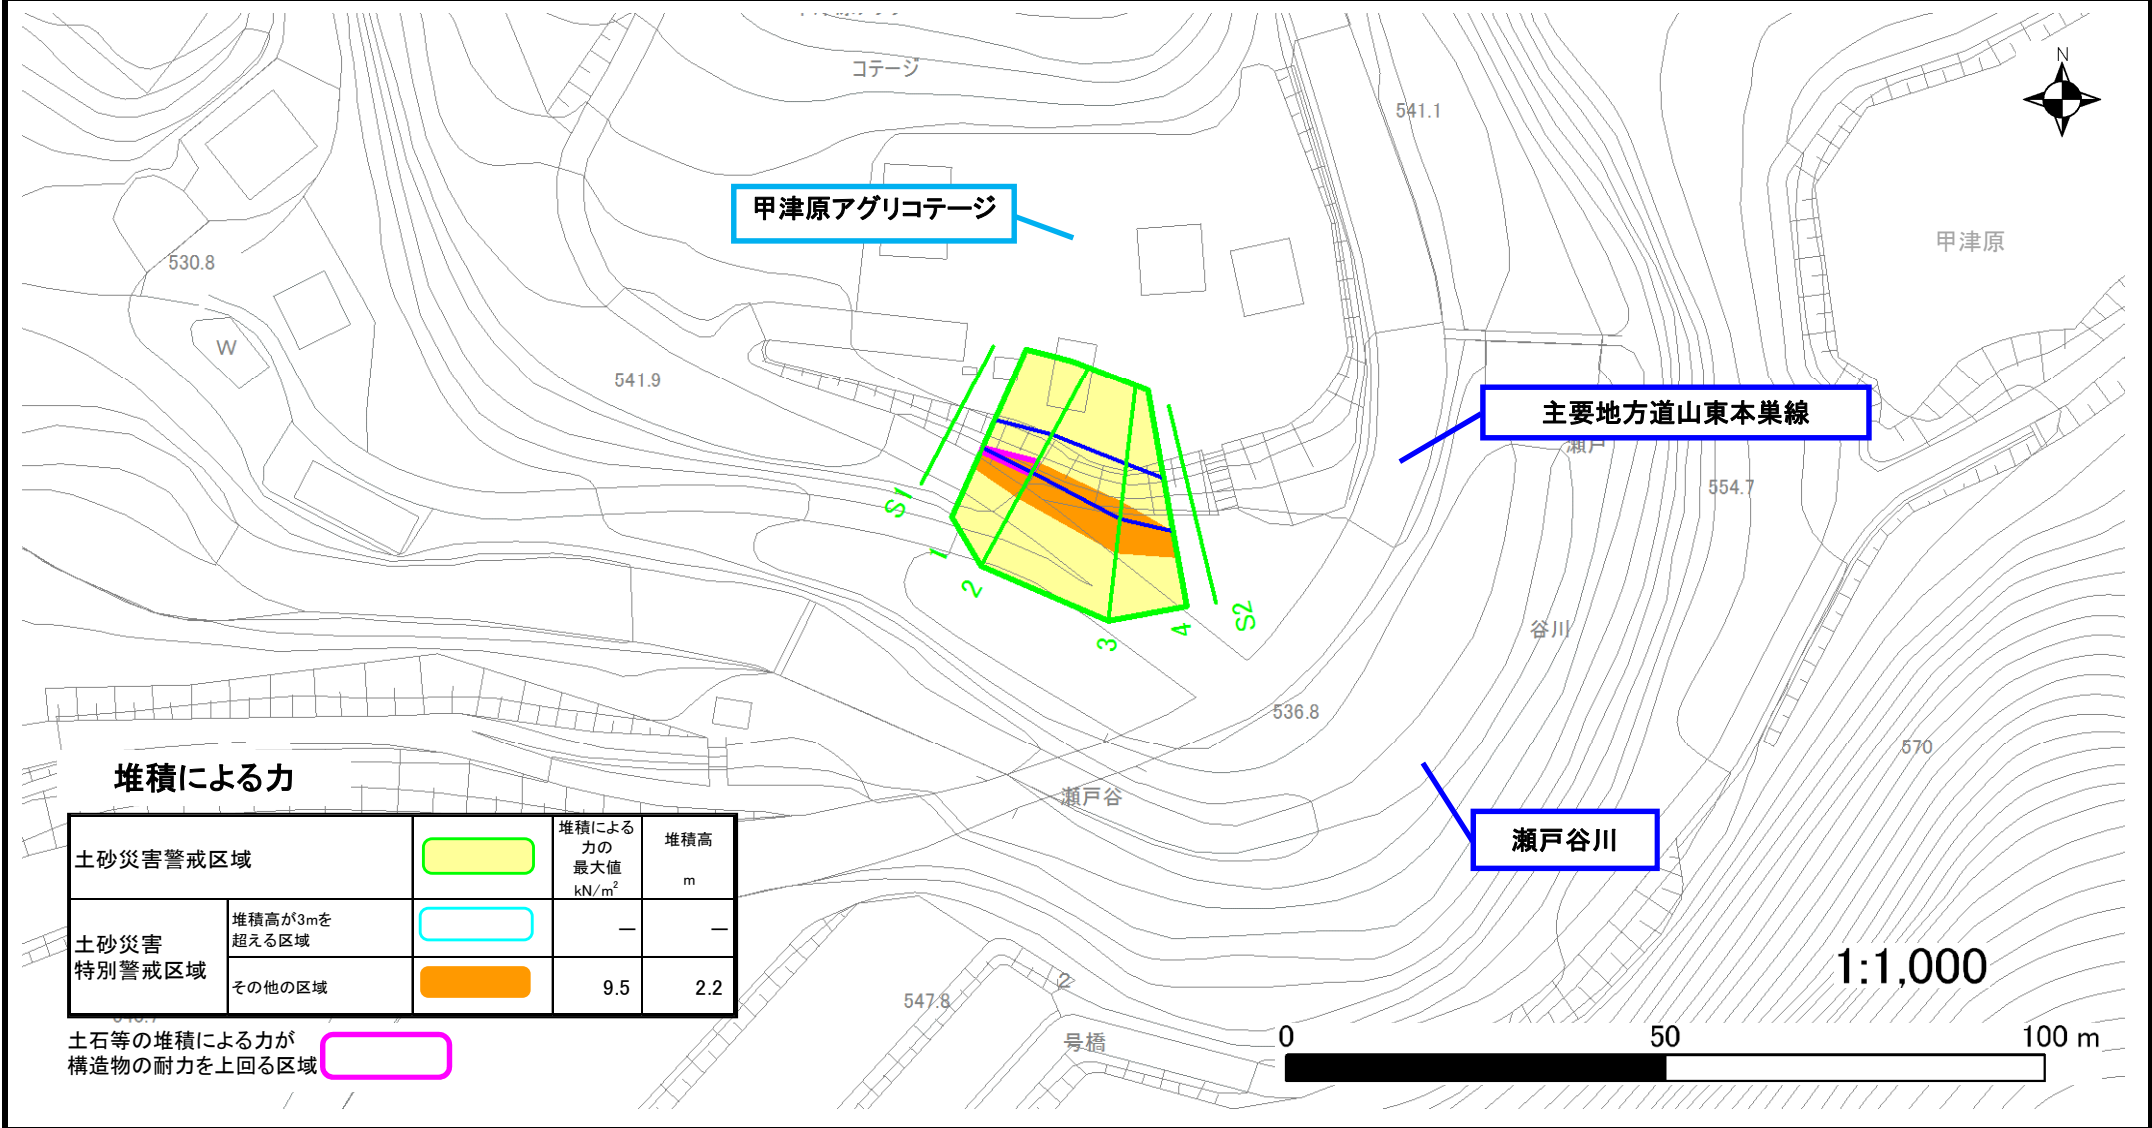 コテージ
N
541.1
甲津原アグリコテージ
甲津原
530.8
W
541.9
主要地方道山東本巣線
瀬戸
554.7
S1
1
2
3
4
S2
谷川
536.8
570
瀬戸谷
瀬戸谷川
堆積による力
土砂災害警戒区域
堆積による
力の
最大値
kN/m²
堆積高
m
土砂災害
特別警戒区域
堆積高が3mを
超える区域
—
—
その他の区域
9.5
2.2
土石等の堆積による力が
構造物の耐力を上回る区域
547.8
2
号橋
1:1,000
0
50
100 m